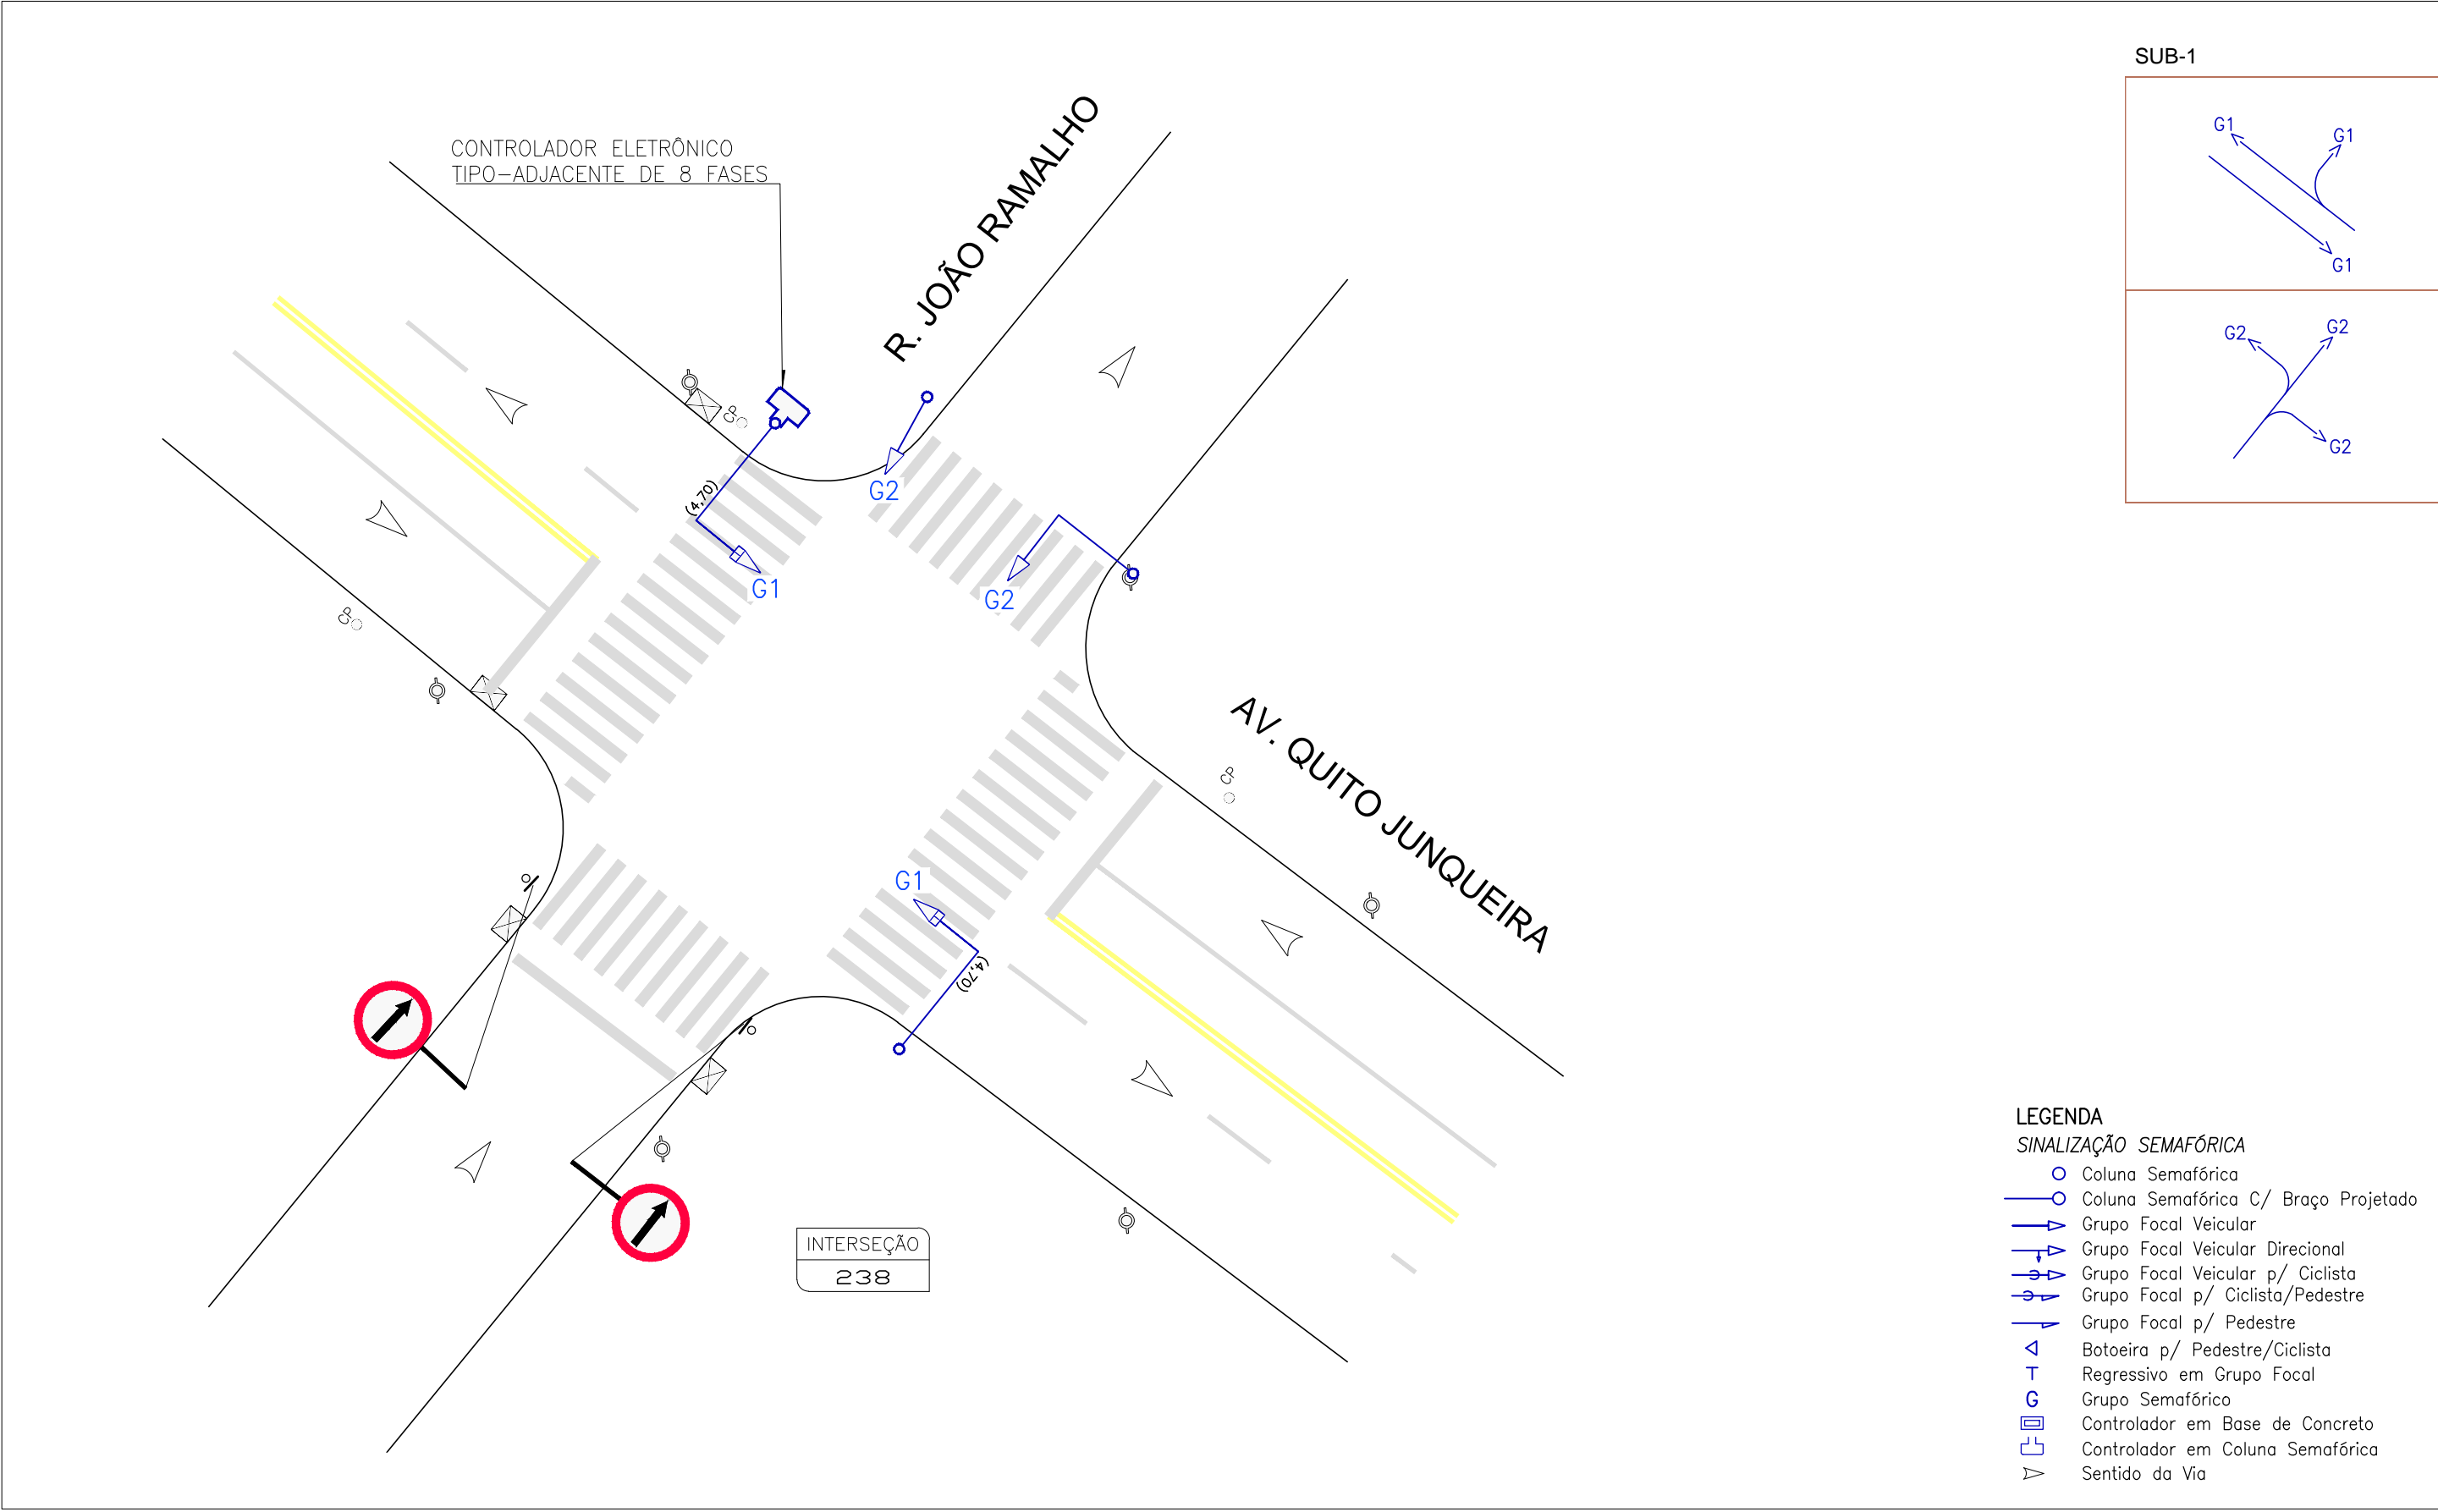 SUB-1
G1
G1
G1
G2
G2
G2
CONTROLADOR ELETRÔNICO
TIPO-ADJACENTE DE 8 FASES
R. JOÃO RAMALHO
CP
G2
(4,70)
G1
G2
CP
AV. QUITO JUNQUEIRA
CP
G1
(4,70)
INTERSEÇÃO
238
LEGENDA
SINALIZAÇÃO SEMAFÓRICA
Coluna Semafórica
Coluna Semafórica C/ Braço Projetado
Grupo Focal Veicular
Grupo Focal Veicular Direcional
Grupo Focal Veicular p/ Ciclista
Grupo Focal p/ Ciclista/Pedestre
Grupo Focal p/ Pedestre
Botoeira p/ Pedestre/Ciclista
T Regressivo em Grupo Focal
G Grupo Semafórico
Controlador em Base de Concreto
Controlador em Coluna Semafórica
Sentido da Via